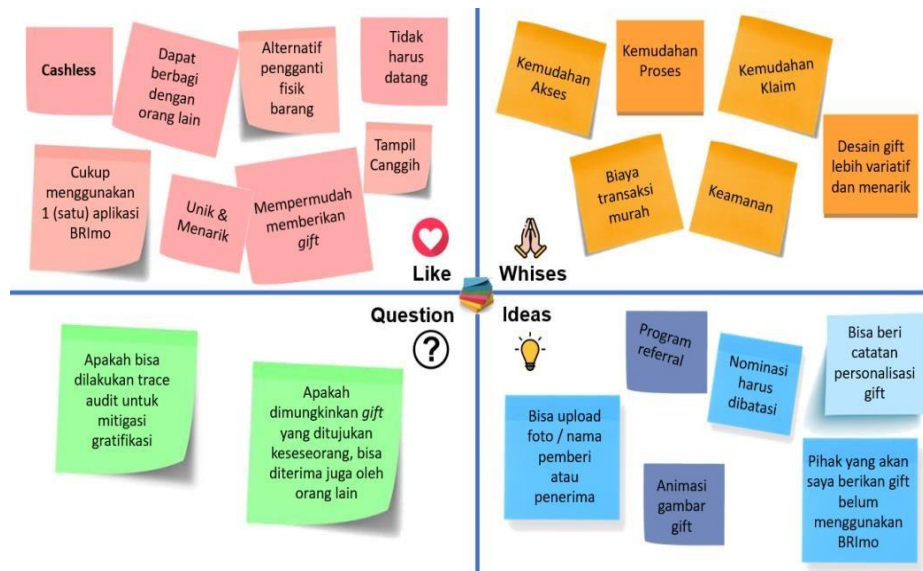 Cashless
Dapat
berbagi
dengan
orang lain
Alternatif
pengganti
fisik
barang
Tidak
harus
datang
Cukup
menggunakan
1 (satu) aplikasi
BRImo
Unik &
Menarik
Mempermudah
memberikan
gift
Tampil
Canggih
Like
Kemudahan
Akses
Kemudahan
Proses
Kemudahan
Klaim
Biaya
transaksi
murah
Keamanan
Desain gift
lebih variatif
dan menarik
Whises
Question
?
Apakah bisa
dilakukan trace
audit untuk
mitigasi
gratifikasi
Apakah
dimungkinkan gift
yang ditujukan
keseseorang, bisa
diterima juga oleh
orang lain
Ideas
Program
referral
Nominasi
harus
dibatasi
Bisa beri
catatan
personalisasi
gift
Bisa upload
foto / nama
pemberi
atau
penerima
Animasi
gambar
gift
Pihak yang akan
saya berikan gift
belum
menggunakan
BRImo